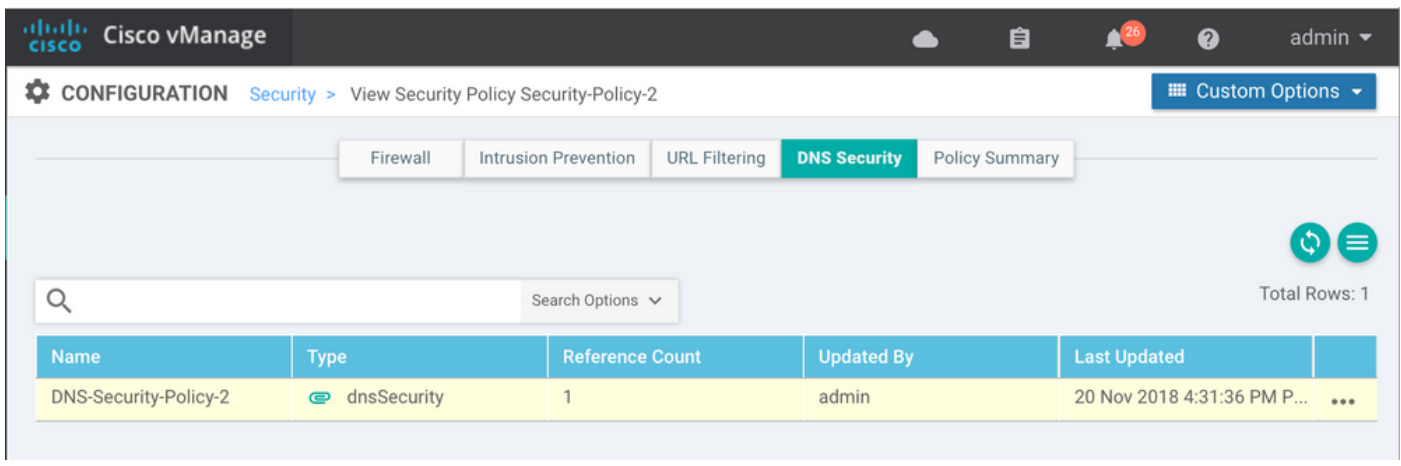 cisco Cisco vManage 26 ? admin
CONFIGURATION Security > View Security Policy Security-Policy-2 Custom Options
Firewall Intrusion Prevention URL Filtering DNS Security Policy Summary
Search Options Total Rows: 1
Name Type Reference Count Updated By Last Updated
DNS-Security-Policy-2 dnsSecurity 1 admin 20 Nov 2018 4:31:36 PM P... •••